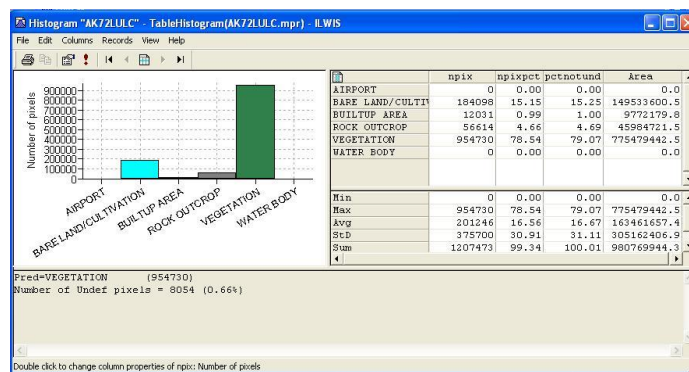 Histogram "AK72LULC" - TableHistogram(AK72LULC.mpr) - ILWIS
File Edit Columns Records View Help
Number of pixels
900000
800000
700000
600000
500000
400000
300000
200000
100000
0
AIRPORT
BARE LAND/CULTIVATION
BUILTUP AREA
ROCK OUTCROP
VEGETATION
WATER BODY
npix npixpct pctnotund Area
AIRPORT 0 0.00 0.00 0.0
BARE LAND/CULTIV 184098 15.15 15.25 149533600.5
BUILTUP AREA 12031 0.99 1.00 9772179.8
ROCK OUTCROP 56614 4.66 4.69 45984721.5
VEGETATION 954730 78.54 79.07 775479442.5
WATER BODY 0 0.00 0.00 0.0
Min 0 0.00 0.00 0.0
Max 954730 78.54 79.07 775479442.5
Avg 201246 16.56 16.67 163461657.4
StD 375700 30.91 31.11 305162406.9
Sum 1207473 99.34 100.01 980769944.3
Pred=VEGETATION (954730)
Number of Undef pixels = 8054 (0.66%)
Double click to change column properties of npix: Number of pixels